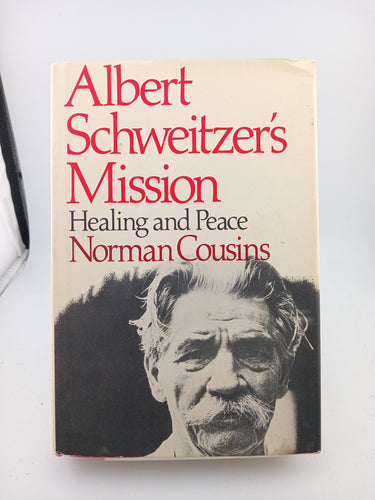 Albert
Schweitzer's
Mission
Healing and Peace
Norman Cousins